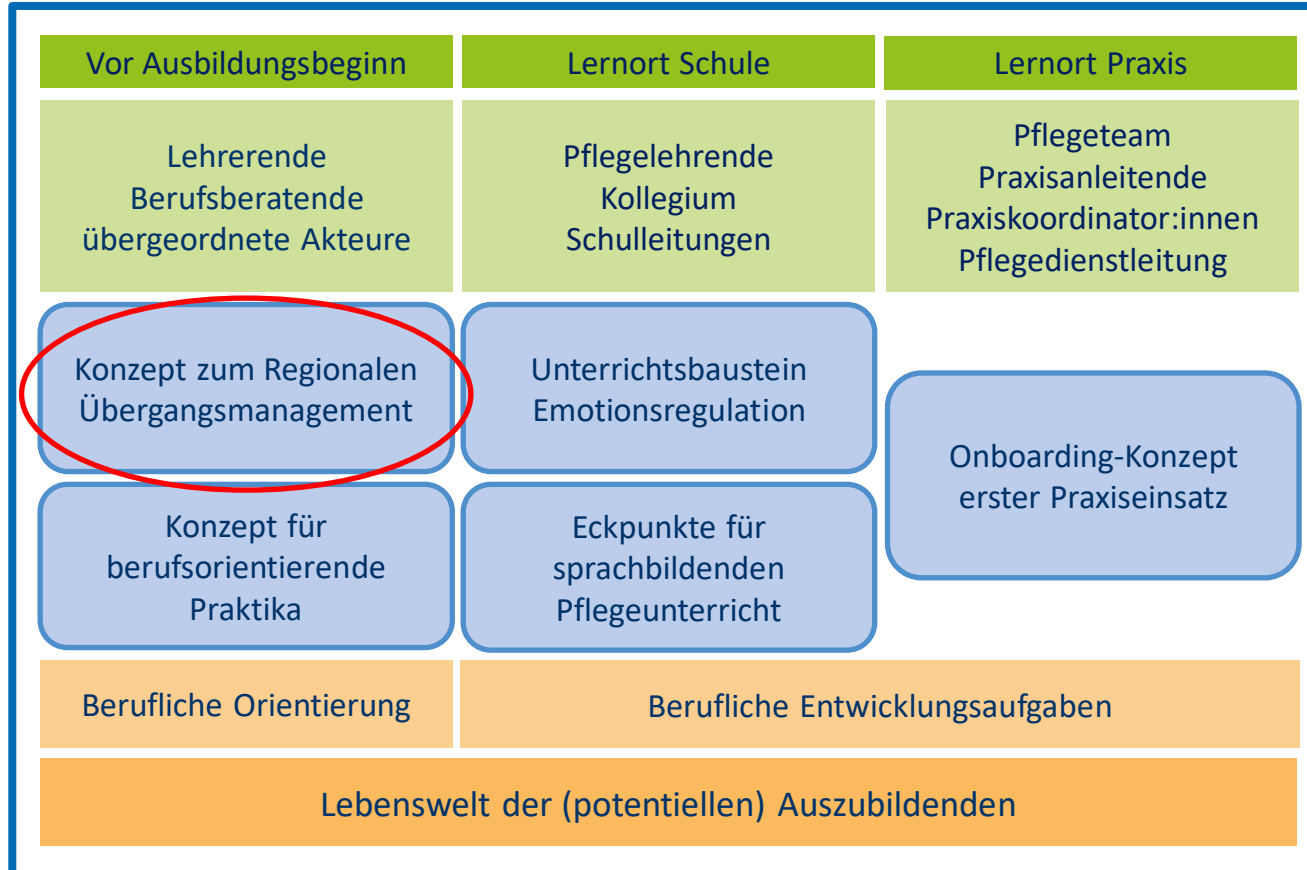 Vor Ausbildungsbeginn
Lernort Schule
Lernort Praxis
Lehrerende
Berufsberatende
übergeordnete Akteure
Pflegelehrende
Kollegium
Schulleitungen
Pflegeteam
Praxisanleitende
Praxiskoordinator:innen
Pflegedienstleitung
Konzept zum Regionalen
Übergangsmanagement
Unterrichtsbaustein
Emotionsregulation
Onboarding-Konzept
erster Praxiseinsatz
Konzept für
berufsorientierende
Praktika
Eckpunkte für
sprachbildenden
Pflegeunterricht
Berufliche Orientierung
Berufliche Entwicklungsaufgaben
Lebenswelt der (potentiellen) Auszubildenden